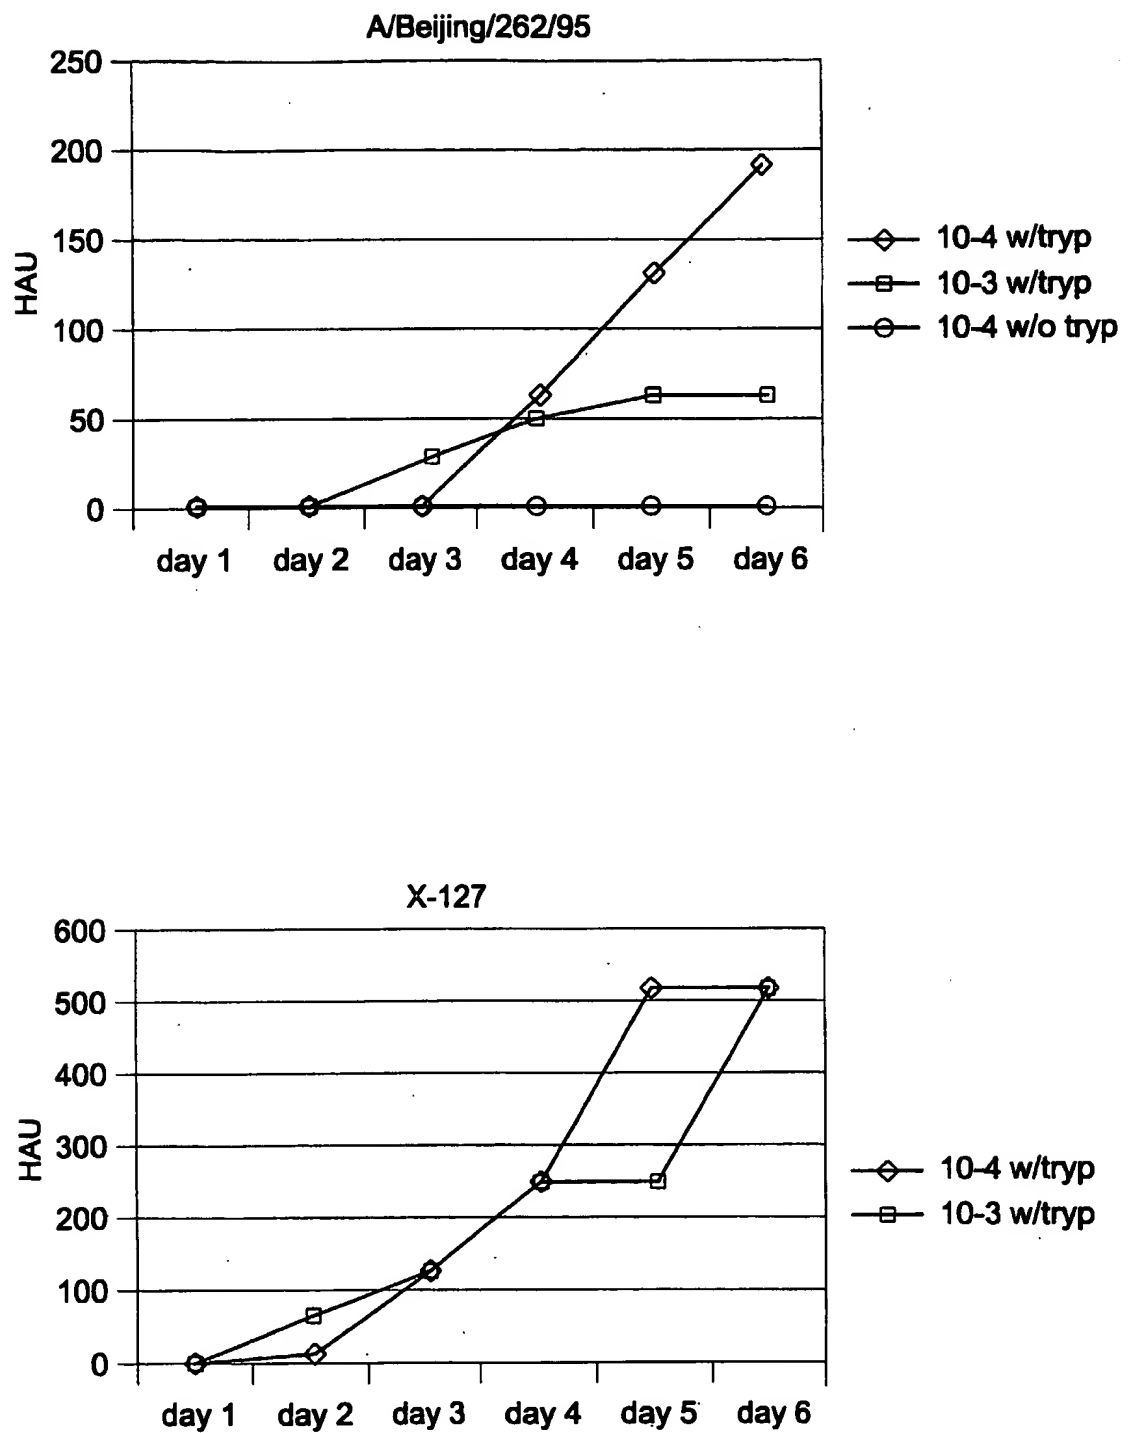 A/Beijing/262/95
250
200
150
100
50
0
HAU
day 1 day 2 day 3 day 4 day 5 day 6
10-4 w/tryp
10-3 w/tryp
10-4 w/o tryp
X-127
600
500
400
300
200
100
0
HAU
day 1 day 2 day 3 day 4 day 5 day 6
10-4 w/tryp
10-3 w/tryp